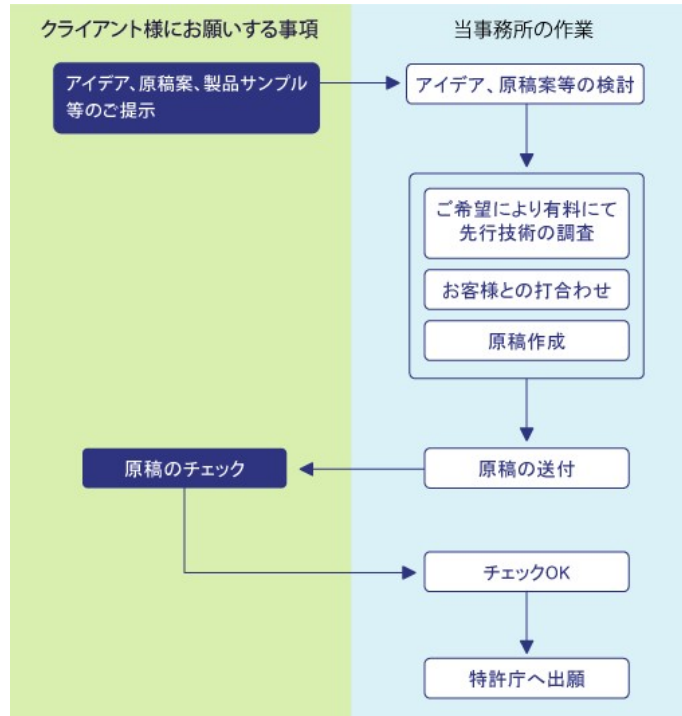 クライアント様にお願いする事項
当事務所の作業
アイデア、原稿案、製品サンプル
等のご提示
アイデア、原稿案等の検討
ご希望により有料にて
先行技術の調査
お客様との打合わせ
原稿作成
原稿のチェック
原稿の送付
チェックOK
特許庁へ出願